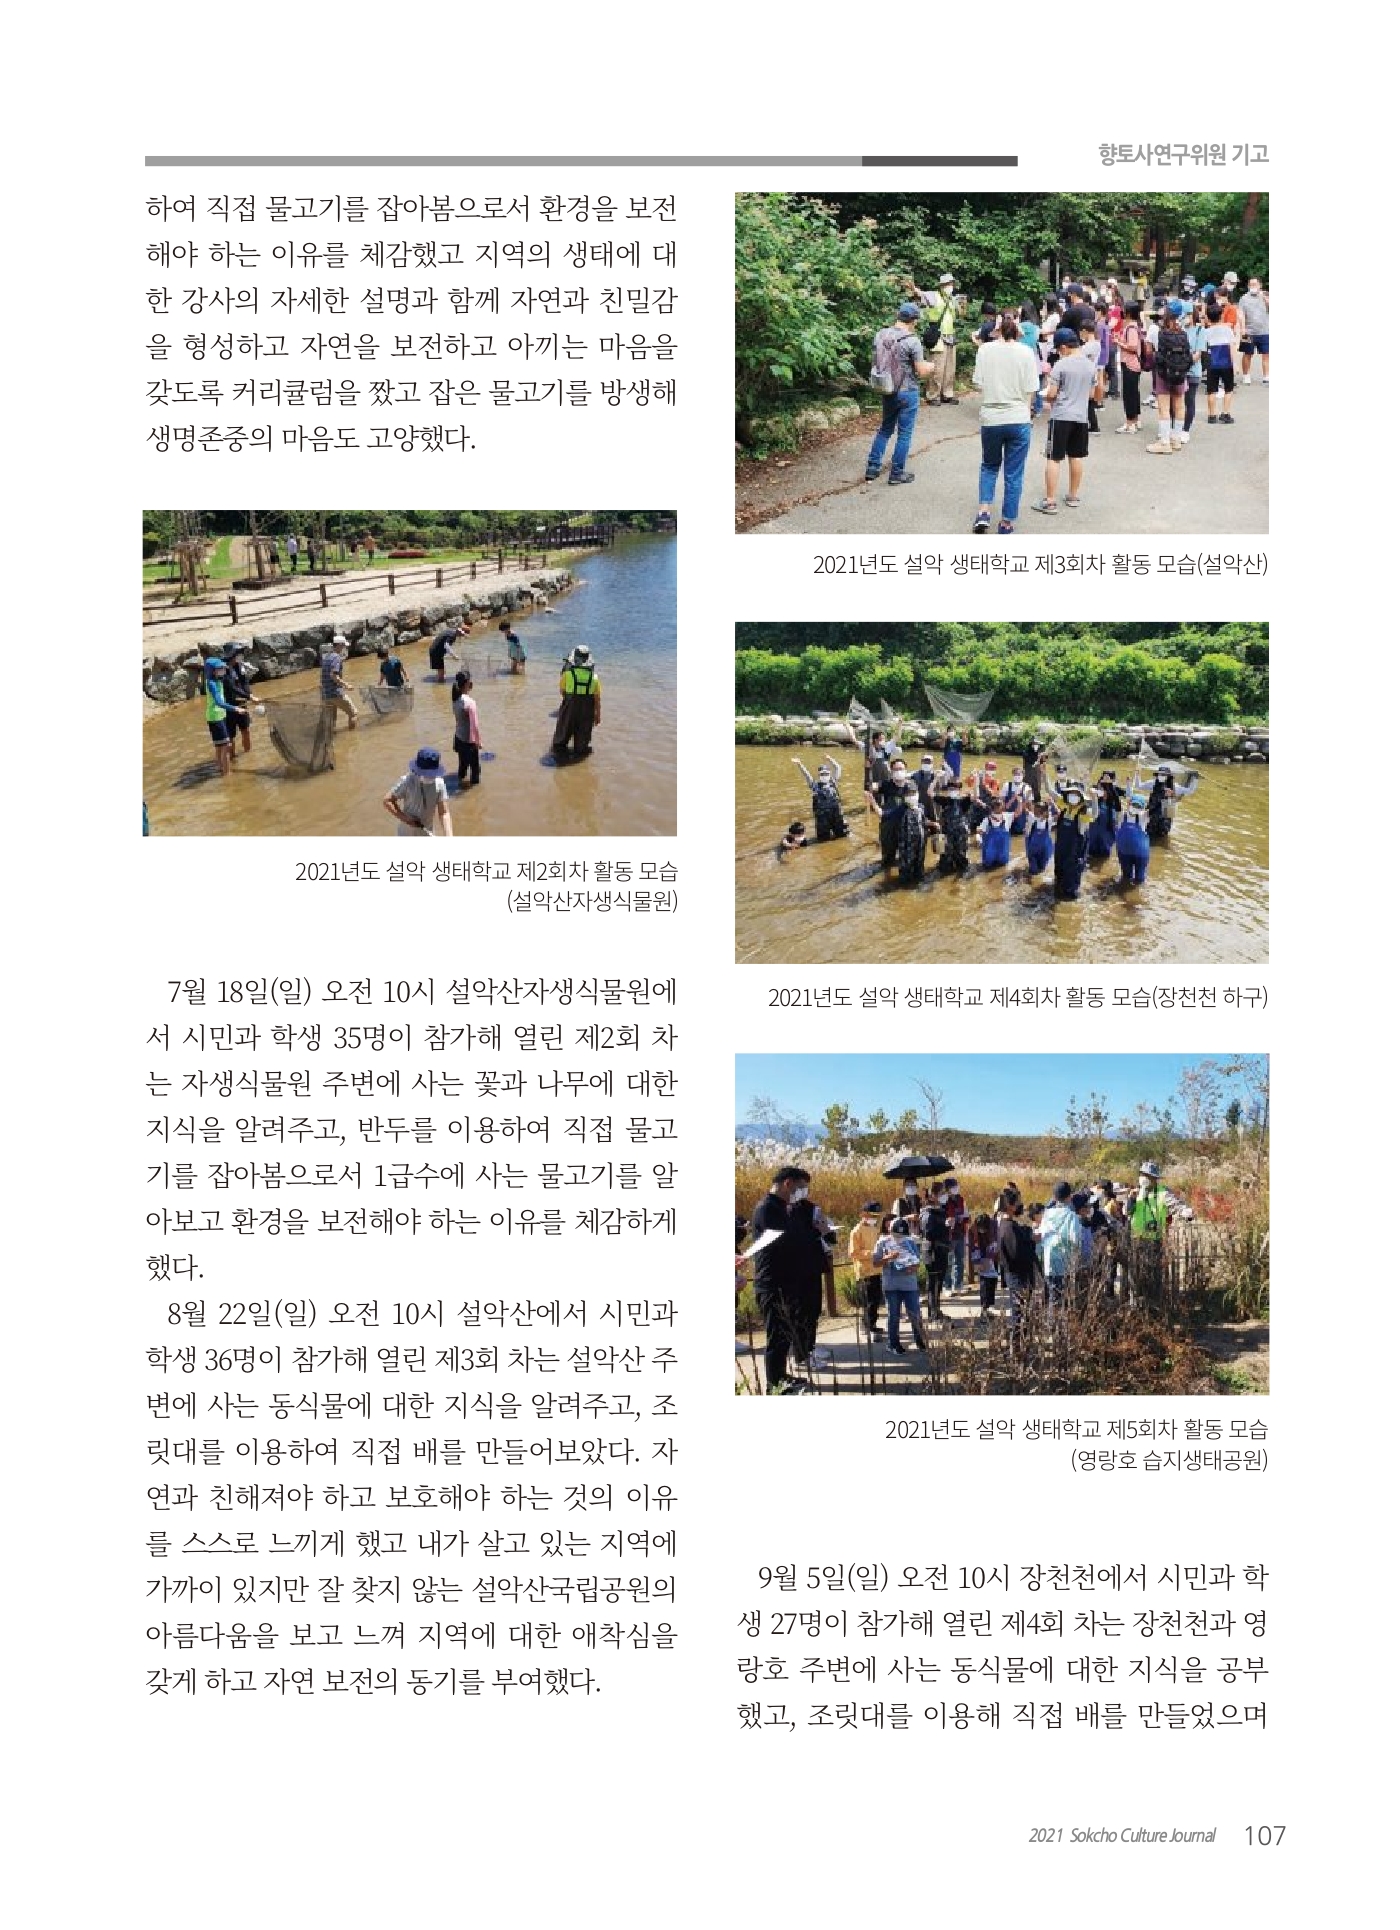 향토사연구위원 기고
하여 직접 물고기를 잡아봄으로서 환경을 보전
해야 하는 이유를 체감했고 지역의 생태에 대
한 강사의 자세한 설명과 함께 자연과 친밀감
을 형성하고 자연을 보전하고 아끼는 마음을
갖도록 커리큘럼을 짰고 잡은 물고기를 방생해
생명존중의 마음도 고양했다.
2021년도 설악 생태학교 제2회차 활동 모습
(설악산자생식물원)
7월 18일(일) 오전 10시 설악산자생식물원에
서 시민과 학생 35명이 참가해 열린 제2회 차
는 자생식물원 주변에 사는 꽃과 나무에 대한
지식을 알려주고, 반두를 이용하여 직접 물고
기를 잡아봄으로서 1급수에 사는 물고기를 알
아보고 환경을 보전해야 하는 이유를 체감하게
했다.
8월 22일(일) 오전 10시 설악산에서 시민과
학생 36명이 참가해 열린 제3회 차는 설악산 주
변에 사는 동식물에 대한 지식을 알려주고, 조
릿대를 이용하여 직접 배를 만들어보았다. 자
연과 친해져야 하고 보호해야 하는 것의 이유
를 스스로 느끼게 했고 내가 살고 있는 지역에
가까이 있지만 잘 찾지 않는 설악산국립공원의
아름다움을 보고 느껴 지역에 대한 애착심을
갖게 하고 자연 보전의 동기를 부여했다.
2021년도 설악 생태학교 제3회차 활동 모습(설악산)
2021년도 설악 생태학교 제4회차 활동 모습(장천천 하구)
2021년도 설악 생태학교 제5회차 활동 모습
(영랑호 습지생태공원)
9월 5일(일) 오전 10시 장천천에서 시민과 학
생 27명이 참가해 열린 제4회 차는 장천천과 영
랑호 주변에 사는 동식물에 대한 지식을 공부
했고, 조릿대를 이용해 직접 배를 만들었으며
2021 Sokcho Culture Journal 107